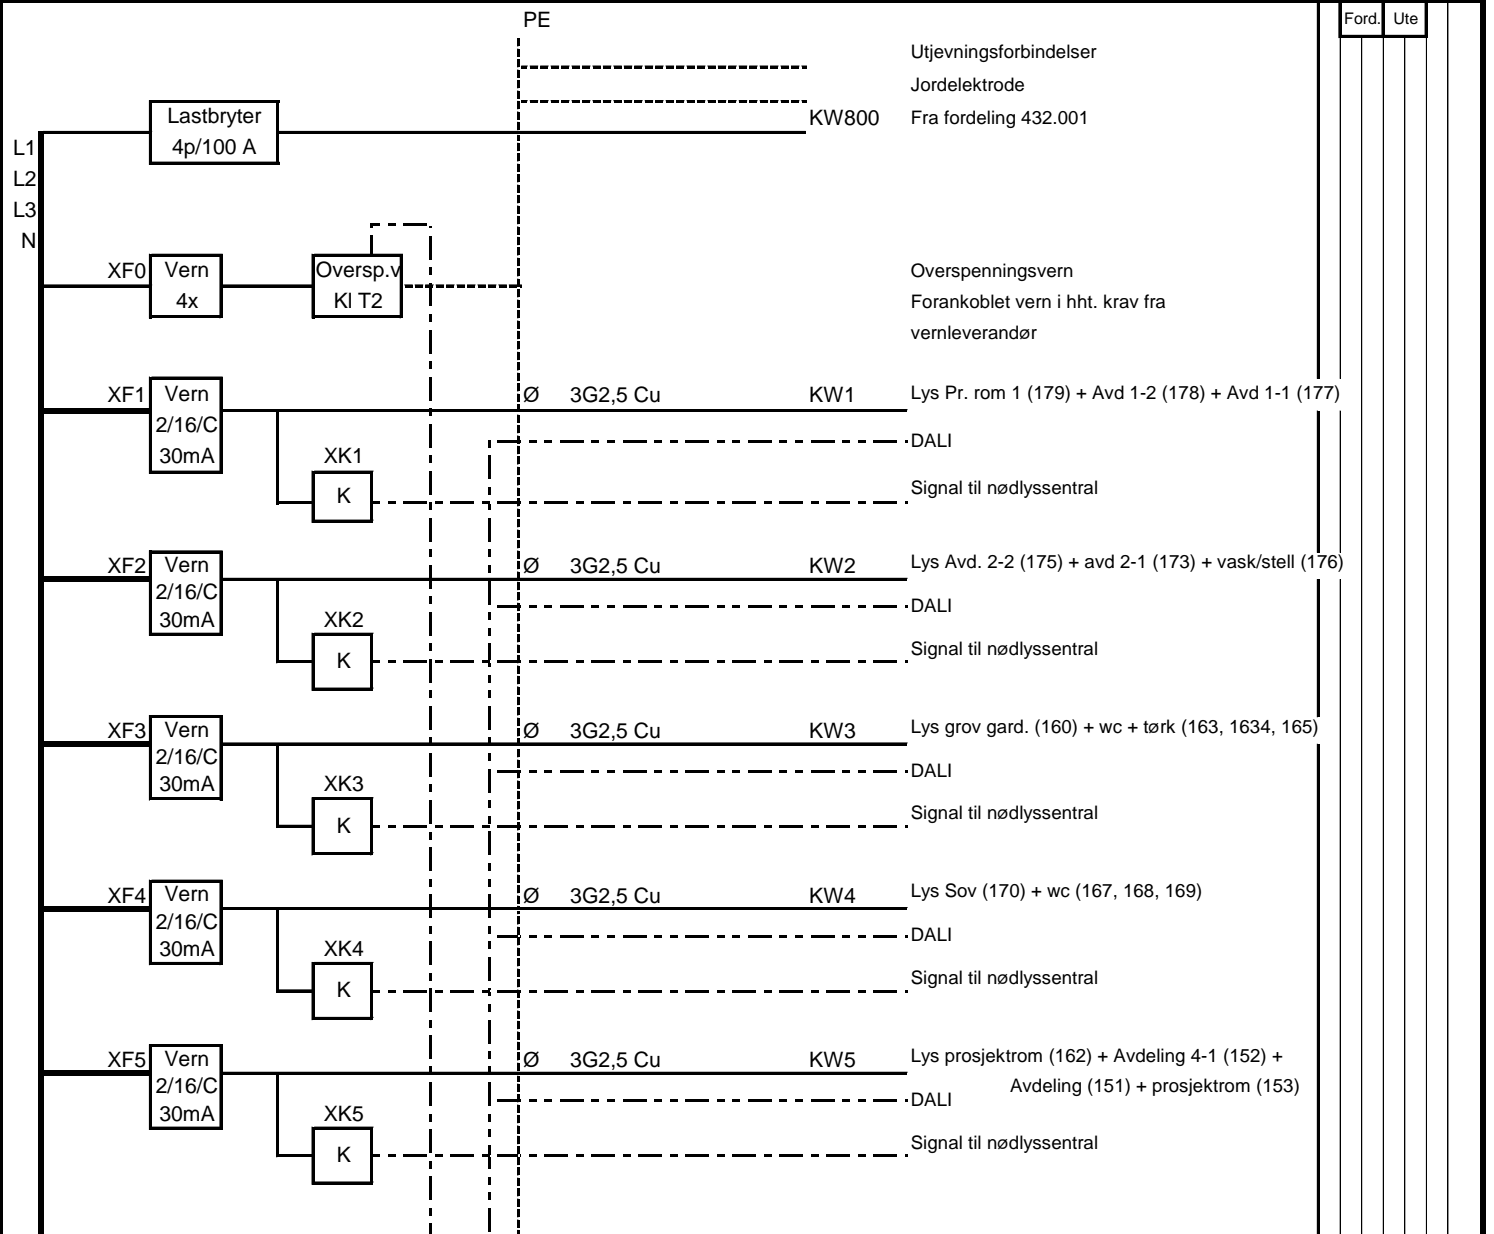 PE
Ford. Ute
Utjevningsforbindelser
Jordelektrode
Lastbryter
4p/100 A
KW800 Fra fordeling 432.001
L1
L2
L3
N
XF0 Vern
4x
Oversp.v
Kl T2
Overspenningsvern
Forankoblet vern i hht. krav fra
vernleverandør
XF1 Vern
2/16/C
30mA
Ø 3G2,5 Cu KW1 Lys Pr. rom 1 (179) + Avd 1-2 (178) + Avd 1-1 (177)
DALI
XK1
K
Signal til nødlyssentral
XF2 Vern
2/16/C
30mA
Ø 3G2,5 Cu KW2 Lys Avd. 2-2 (175) + avd 2-1 (173) + vask/stell (176)
DALI
XK2
K
Signal til nødlyssentral
XF3 Vern
2/16/C
30mA
Ø 3G2,5 Cu KW3 Lys grov gard. (160) + wc + tørk (163, 1634, 165)
DALI
XK3
K
Signal til nødlyssentral
XF4 Vern
2/16/C
30mA
Ø 3G2,5 Cu KW4 Lys Sov (170) + wc (167, 168, 169)
DALI
XK4
K
Signal til nødlyssentral
XF5 Vern
2/16/C
30mA
Ø 3G2,5 Cu KW5 Lys prosjektrom (162) + Avdeling 4-1 (152) +
Avdeling (151) + prosjektrom (153)
DALI
XK5
K
Signal til nødlyssentral